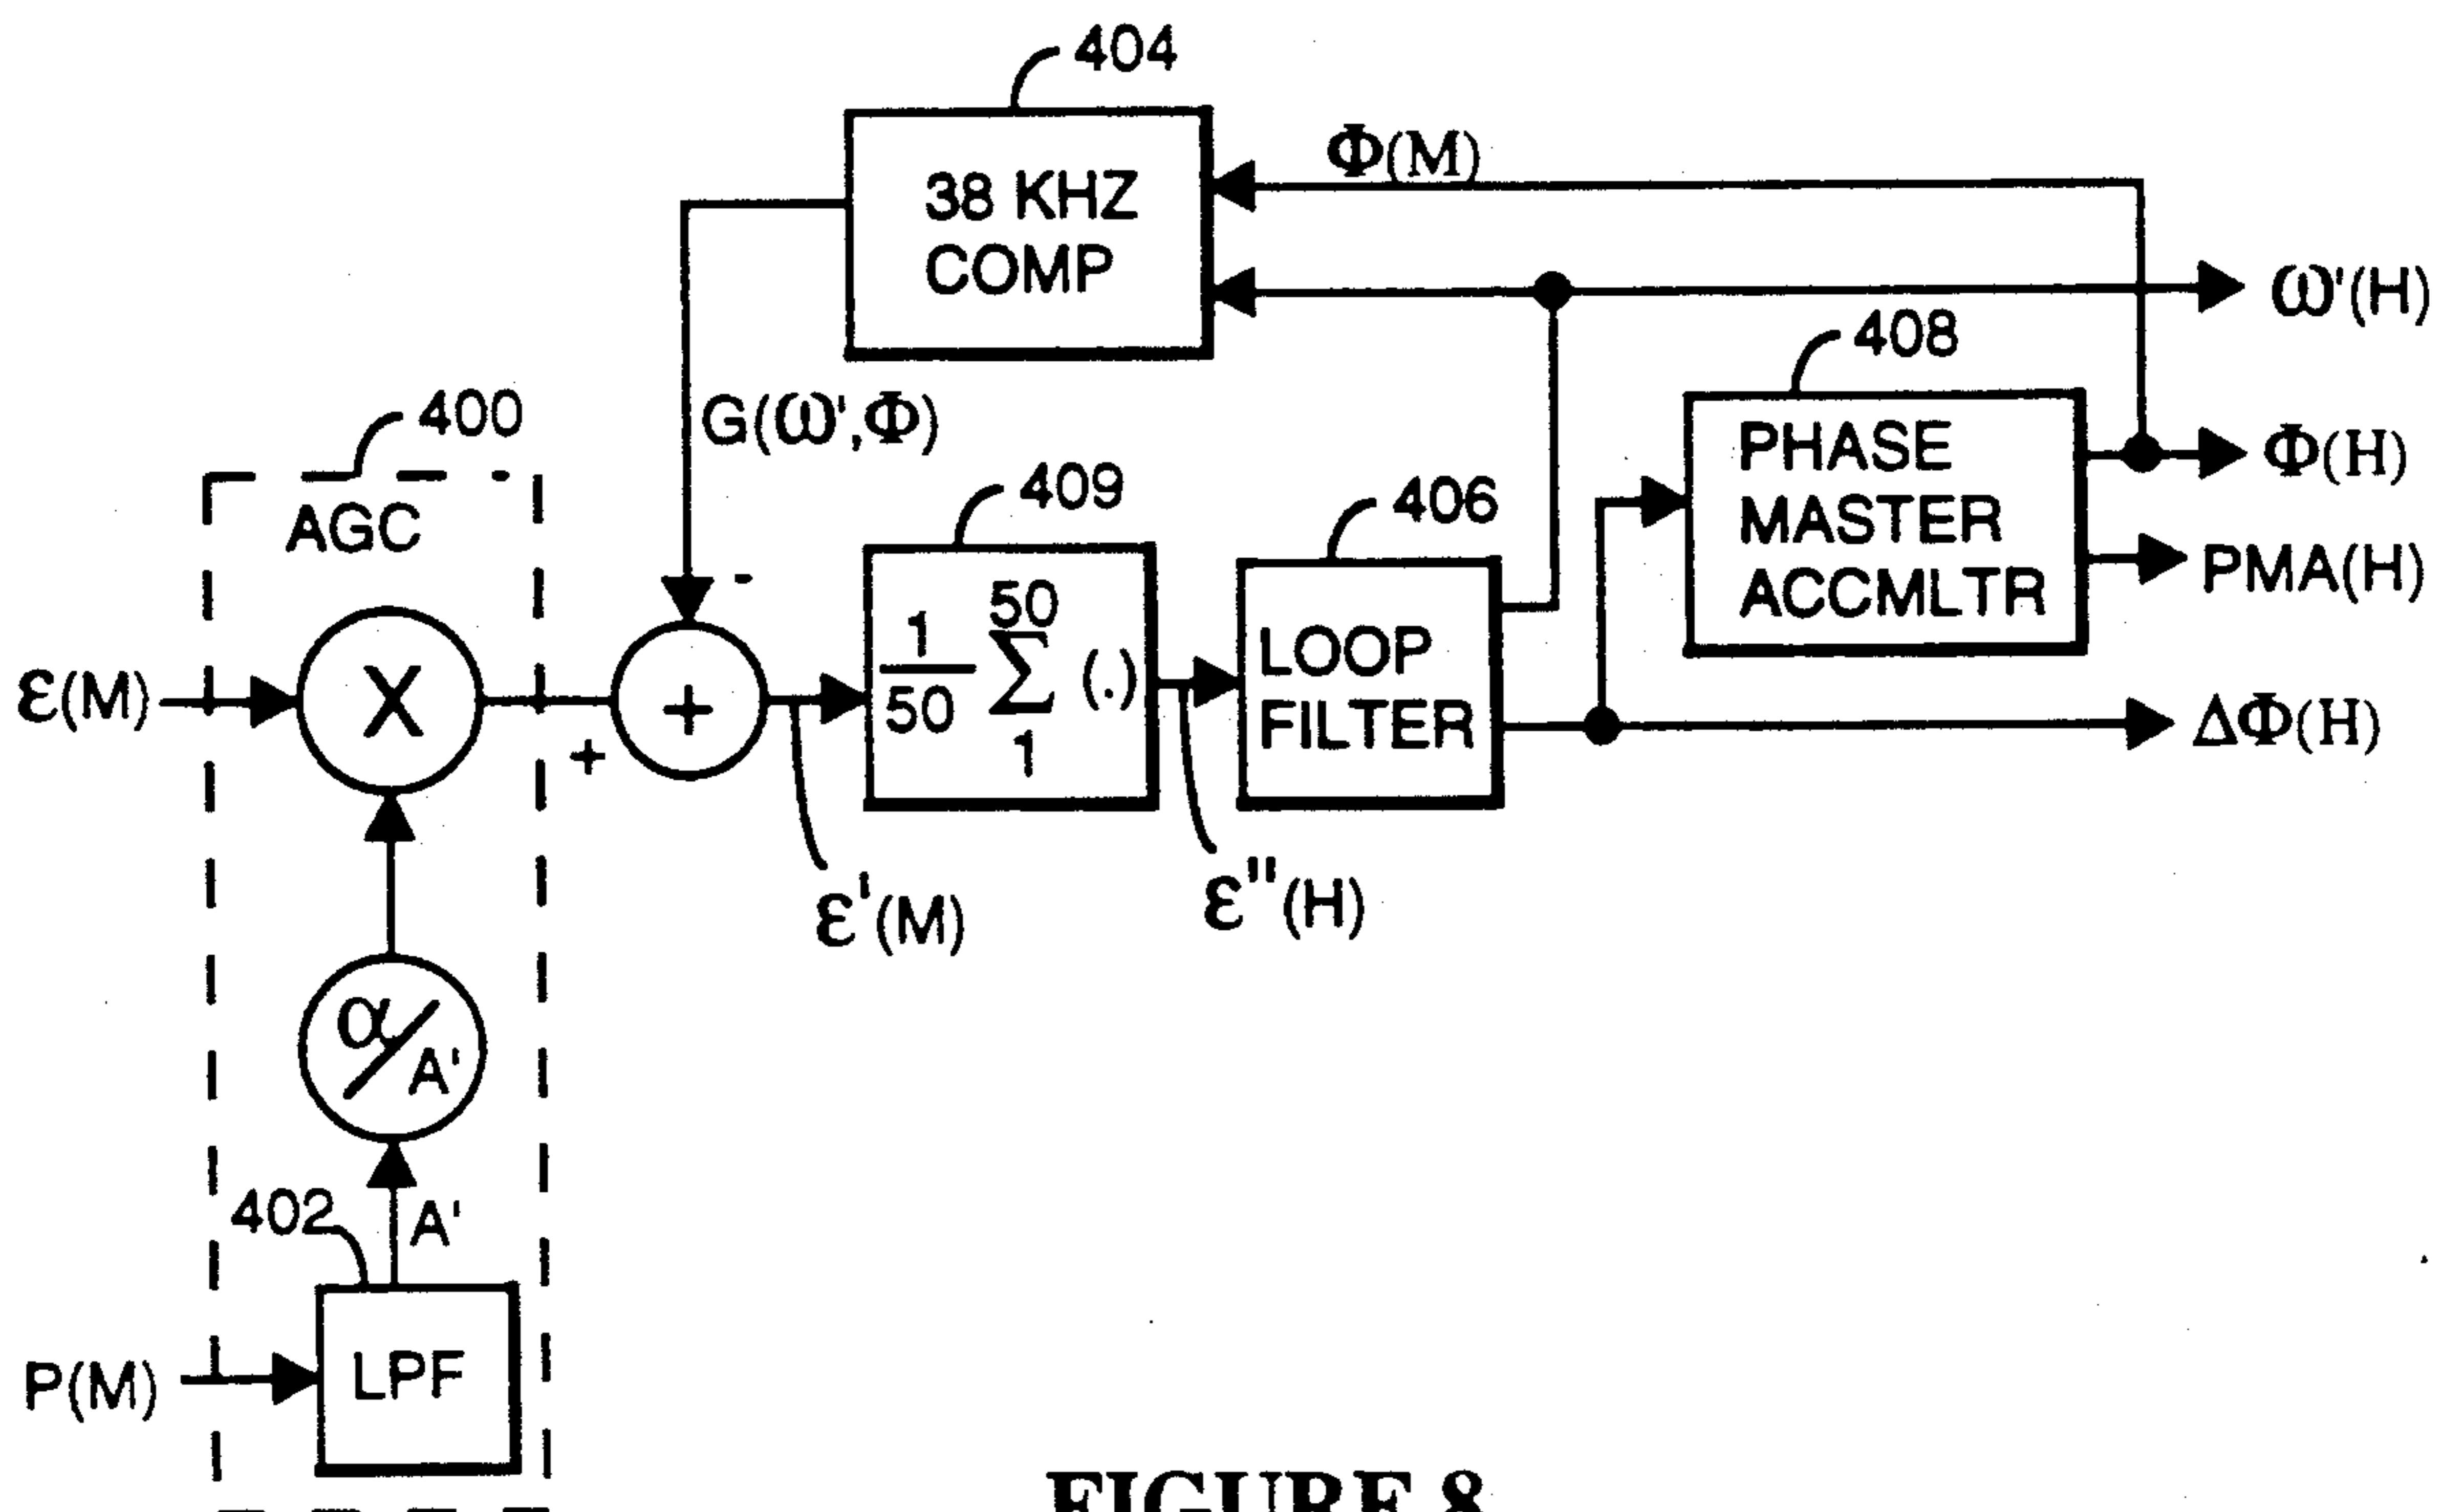 404
Φ(M)
38 KHZ
COMP
ω'(H)
408
400
G(ω',Φ)
PHASE
MASTER
ACCMLTR
Φ(H)
AGC
409
406
-
PMA(H)
1/50 50 Σ 1 (.)
LOOP
FILTER
ε(M)
X
+
+
ΔΦ(H)
ε'(M)
ε"(H)
α/A'
402
A'
P(M)
LPF
FIGURE 8